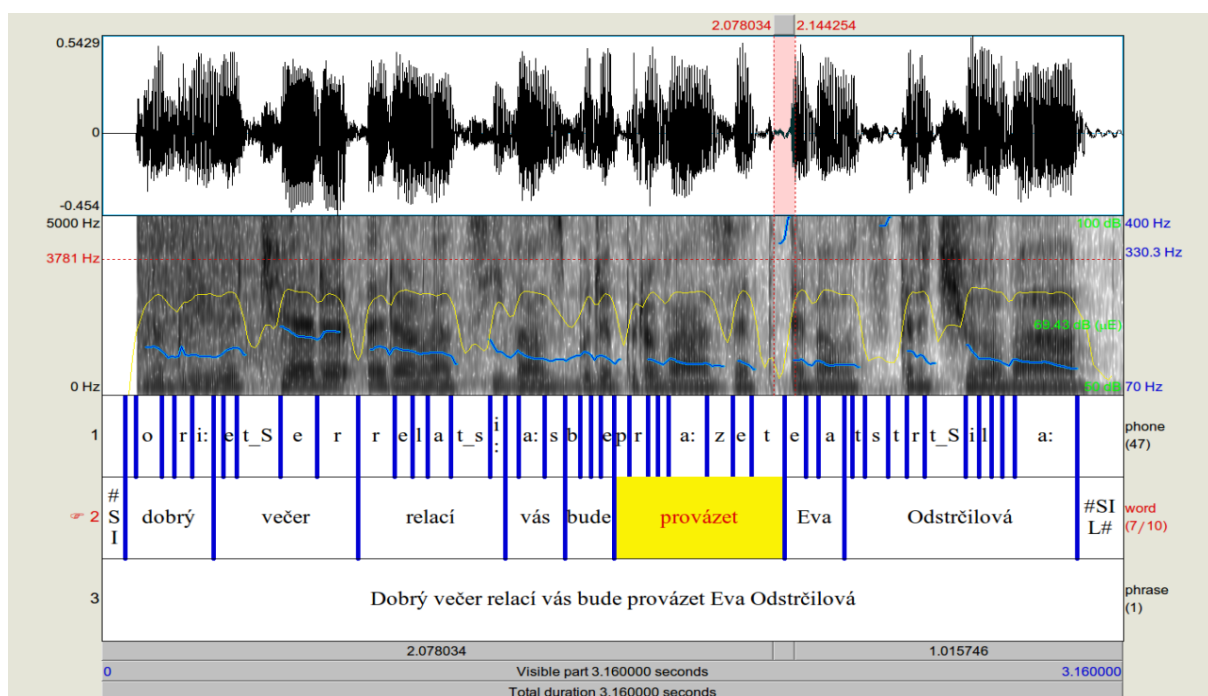 2.078034 2.144254
0.5429
0
-0.454
5000 Hz 100 dB 400 Hz
3781 Hz 330.3 Hz
69.43 dB (µE)
0 Hz 50 dB 70 Hz
1 o r i: e t_S e r r e l a t_s i: a: s b e p r a: z e t e a t s t r t_S i l a: phone (47)
☞ 2 #SI dobrý večer relací vás bude provázet Eva Odstrčilová #SIL# word (7/10)
3 Dobrý večer relací vás bude provázet Eva Odstrčilová phrase (1)
2.078034 1.015746
0 Visible part 3.160000 seconds 3.160000
Total duration 3.160000 seconds